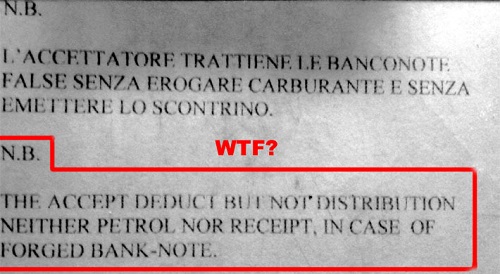 N.B.
L'ACCETTATORE TRATTIENE LE BANCONOTE
FALSE SENZA EROGARE CARBURANTE E SENZA
EMETTERE LO SCONTRINO.
WTF?
N.B.
THE ACCEPT DEDUCT BUT NOT DISTRIBUTION
NEITHER PETROL NOR RECEIPT, IN CASE OF
FORGED BANK-NOTE.